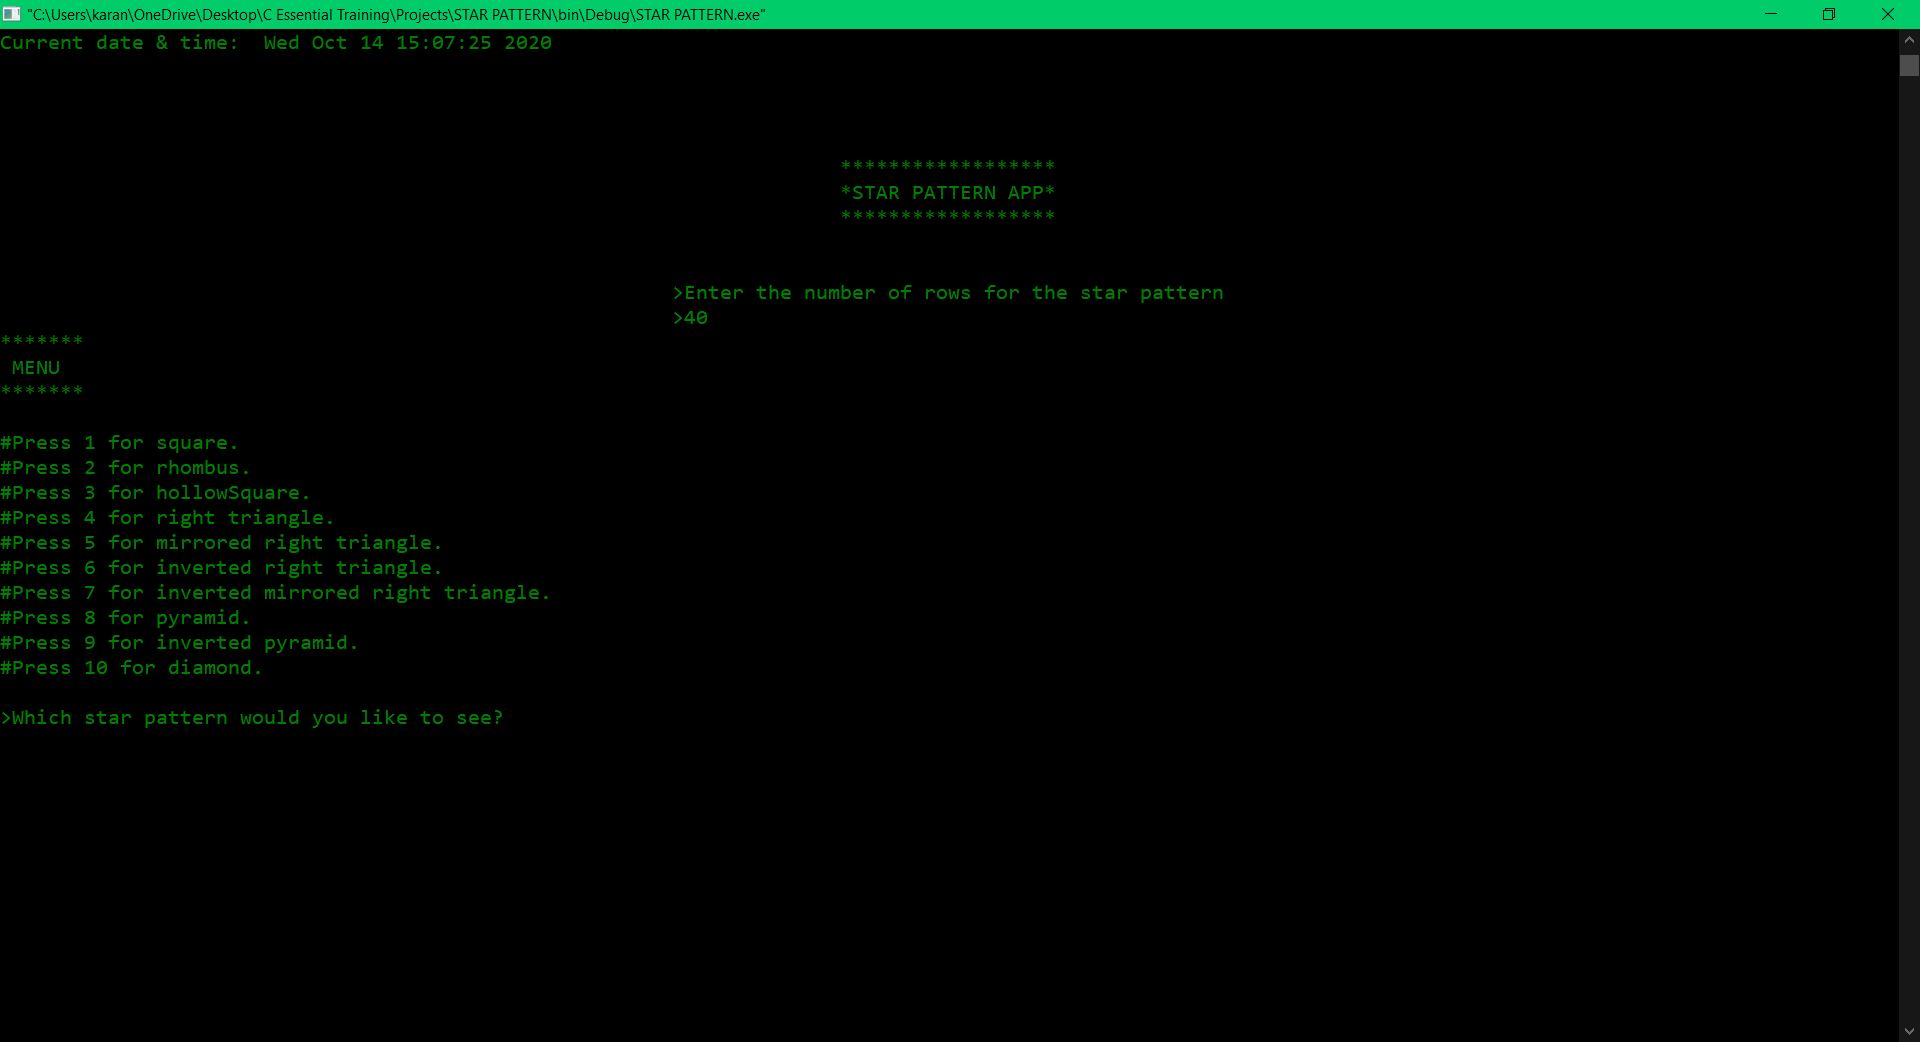 "C:\Users\karan\OneDrive\Desktop\C Essential Training\Projects\STAR PATTERN\bin\Debug\STAR PATTERN.exe"
Current date & time:  Wed Oct 14 15:07:25 2020
******************
*STAR PATTERN APP*
******************
>Enter the number of rows for the star pattern
>40
*******
 MENU
*******
#Press 1 for square.
#Press 2 for rhombus.
#Press 3 for hollowSquare.
#Press 4 for right triangle.
#Press 5 for mirrored right triangle.
#Press 6 for inverted right triangle.
#Press 7 for inverted mirrored right triangle.
#Press 8 for pyramid.
#Press 9 for inverted pyramid.
#Press 10 for diamond.
>Which star pattern would you like to see?